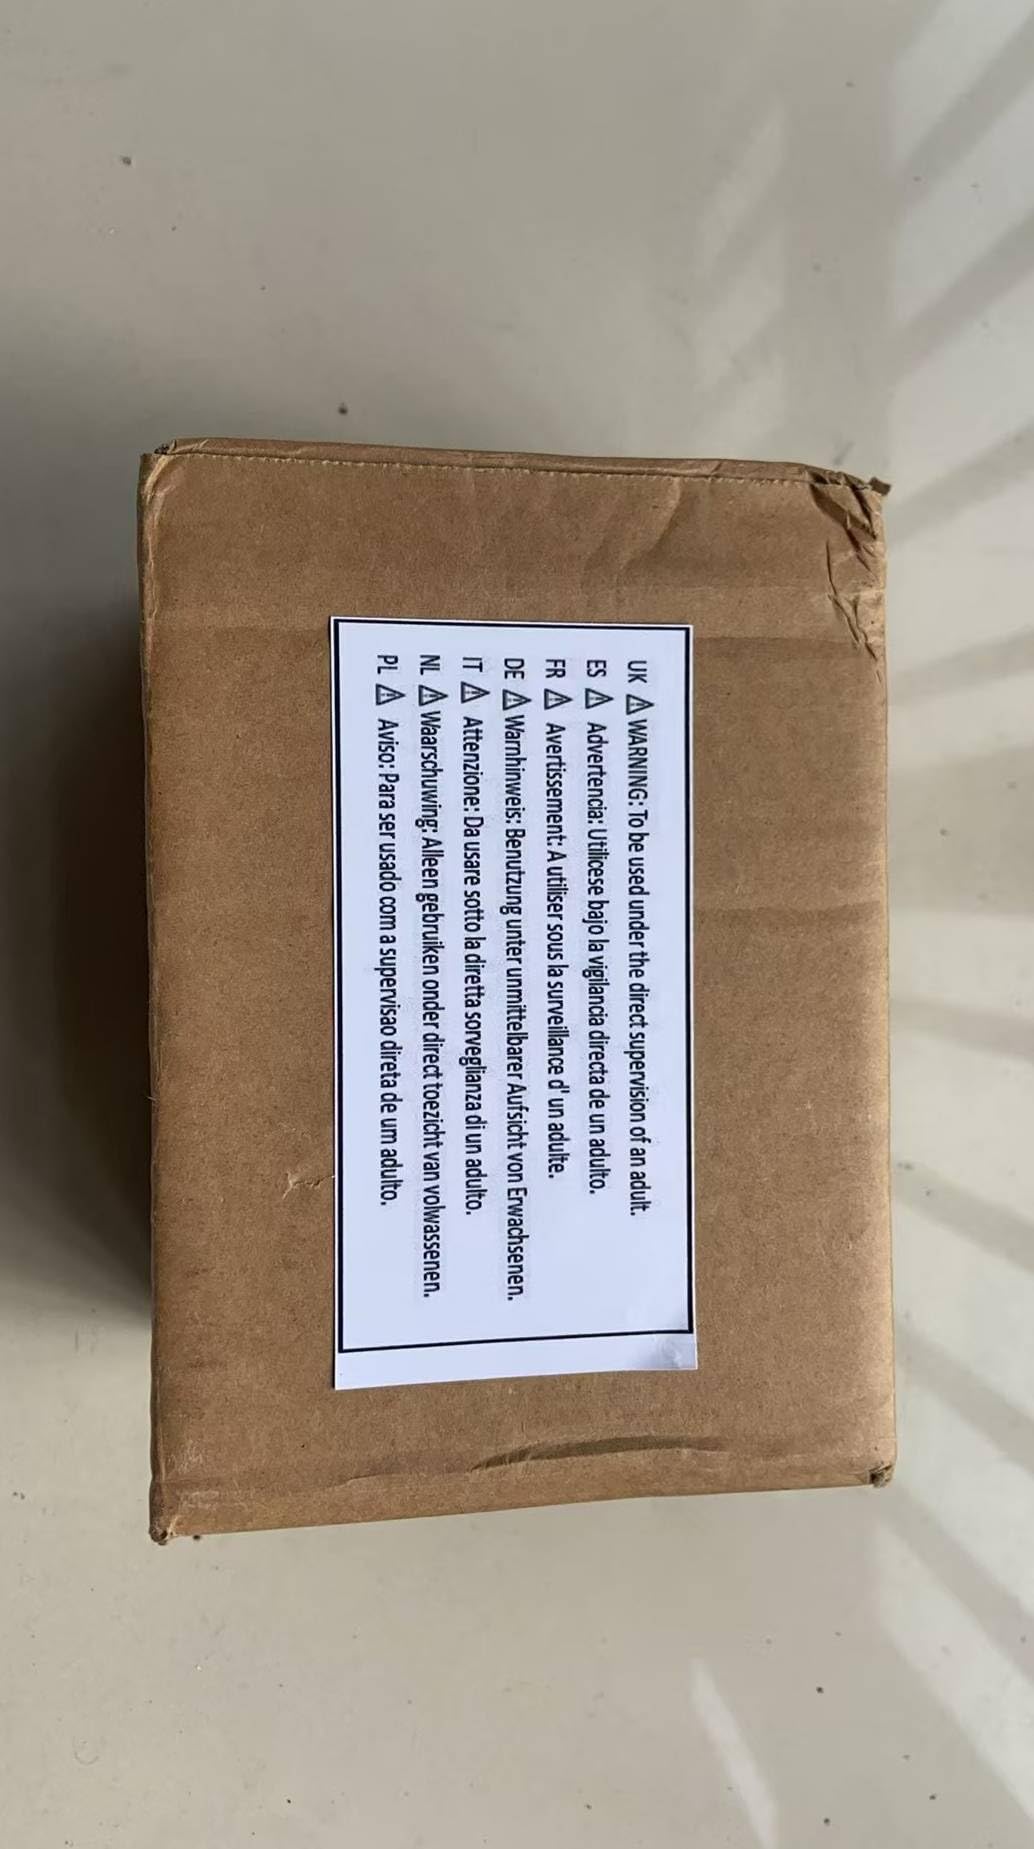 UK ⚠ WARNING: To be used under the direct supervision of an adult.
ES ⚠ Advertencia: Utilicese bajo la vigilancia directa de un adulto.
FR ⚠ Avertissement: A utiliser sous la surveillance d' un adulte.
DE ⚠ Warnhinweis: Benutzung unter unmittelbarer Aufsicht von Erwachsenen.
IT ⚠ Attenzione: Da usare sotto la diretta sorveglianza di un adulto.
NL ⚠ Waarschuwing: Alleen gebruiken onder direct toezicht van volwassenen.
PL ⚠ Aviso: Para ser usado com a supervisao direta de um adulto.